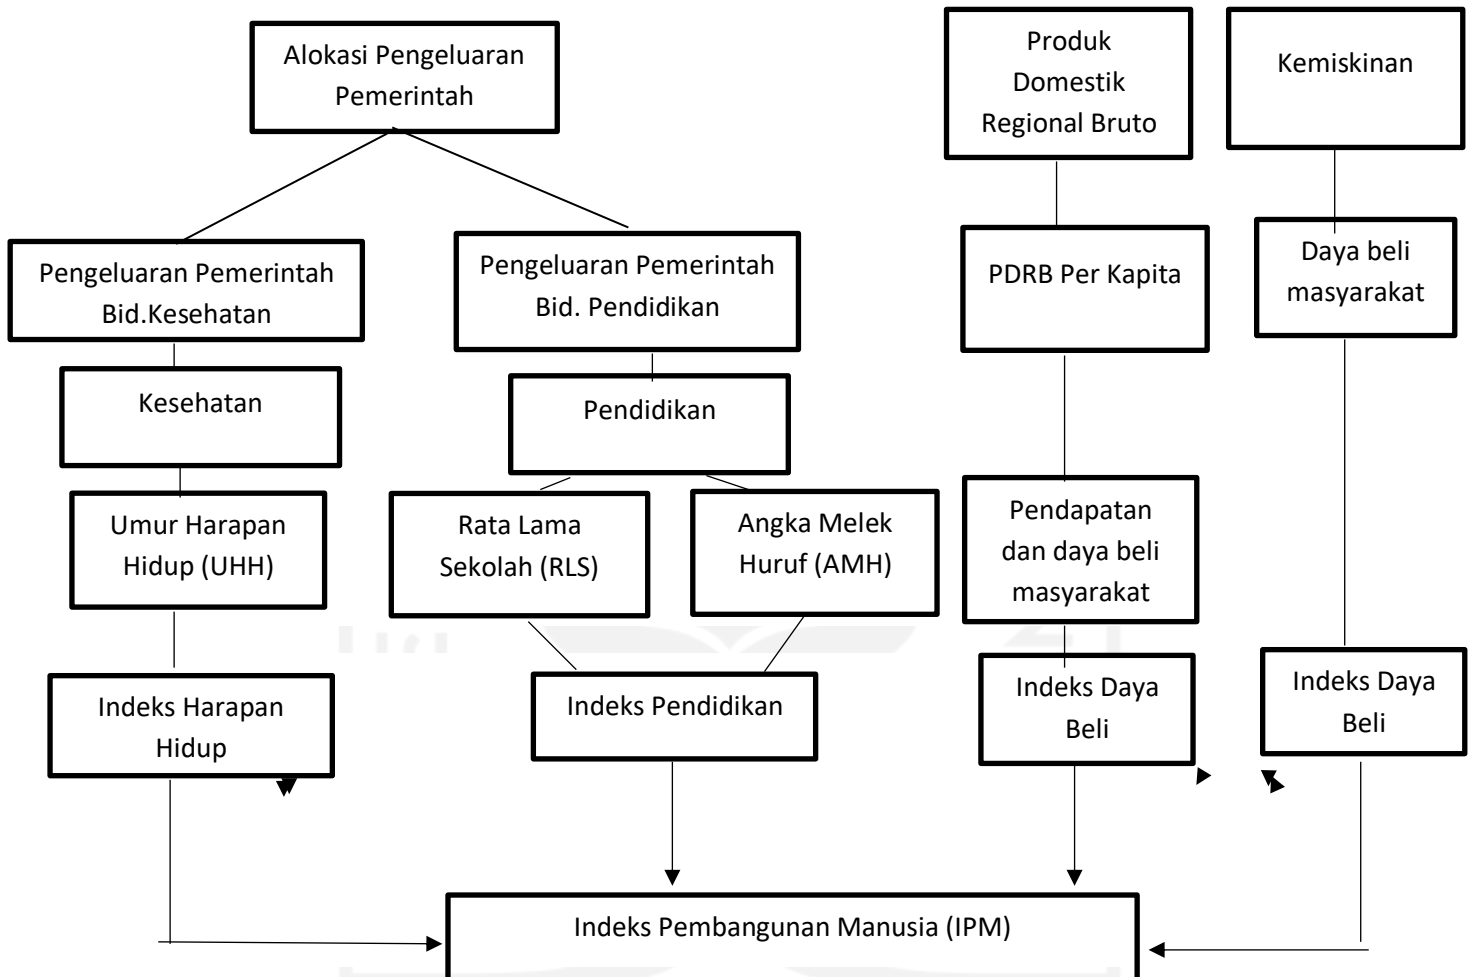 Alokasi Pengeluaran
Pemerintah
Produk
Domestik
Regional Bruto
Kemiskinan
Pengeluaran Pemerintah
Bid.Kesehatan
Pengeluaran Pemerintah
Bid. Pendidikan
PDRB Per Kapita
Daya beli
masyarakat
Kesehatan
Pendidikan
Umur Harapan
Hidup (UHH)
Rata Lama
Sekolah (RLS)
Angka Melek
Huruf (AMH)
Pendapatan
dan daya beli
masyarakat
Indeks Harapan
Hidup
Indeks Pendidikan
Indeks Daya
Beli
Indeks Daya
Beli
Indeks Pembangunan Manusia (IPM)